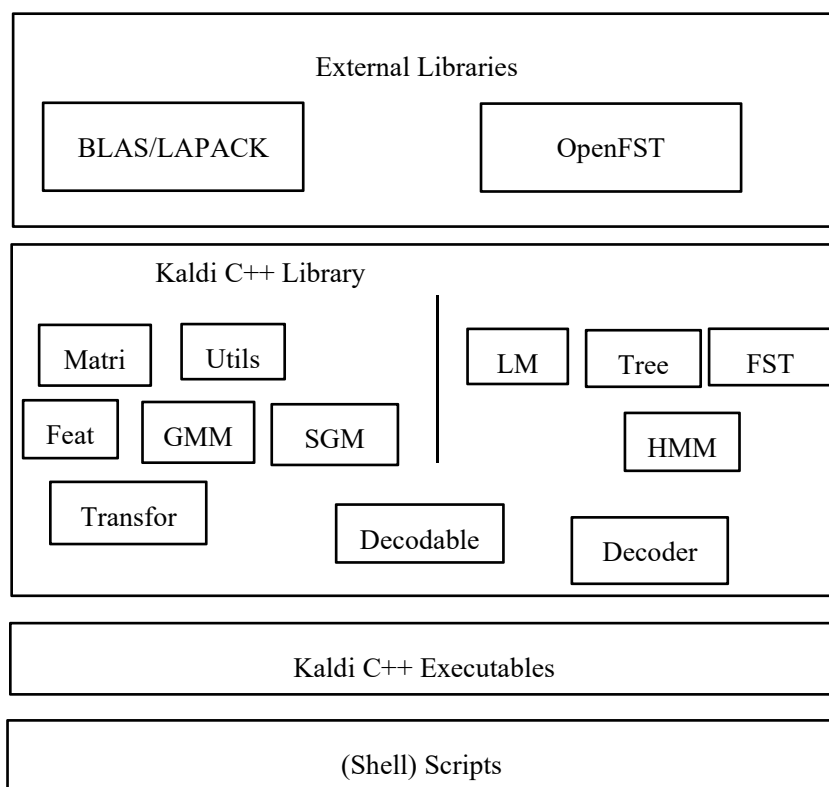 External Libraries
BLAS/LAPACK OpenFST
Kaldi C++ Library
Matri Utils LM Tree FST
Feat GMM SGM HMM
Transfor Decodable Decoder
Kaldi C++ Executables
(Shell) Scripts